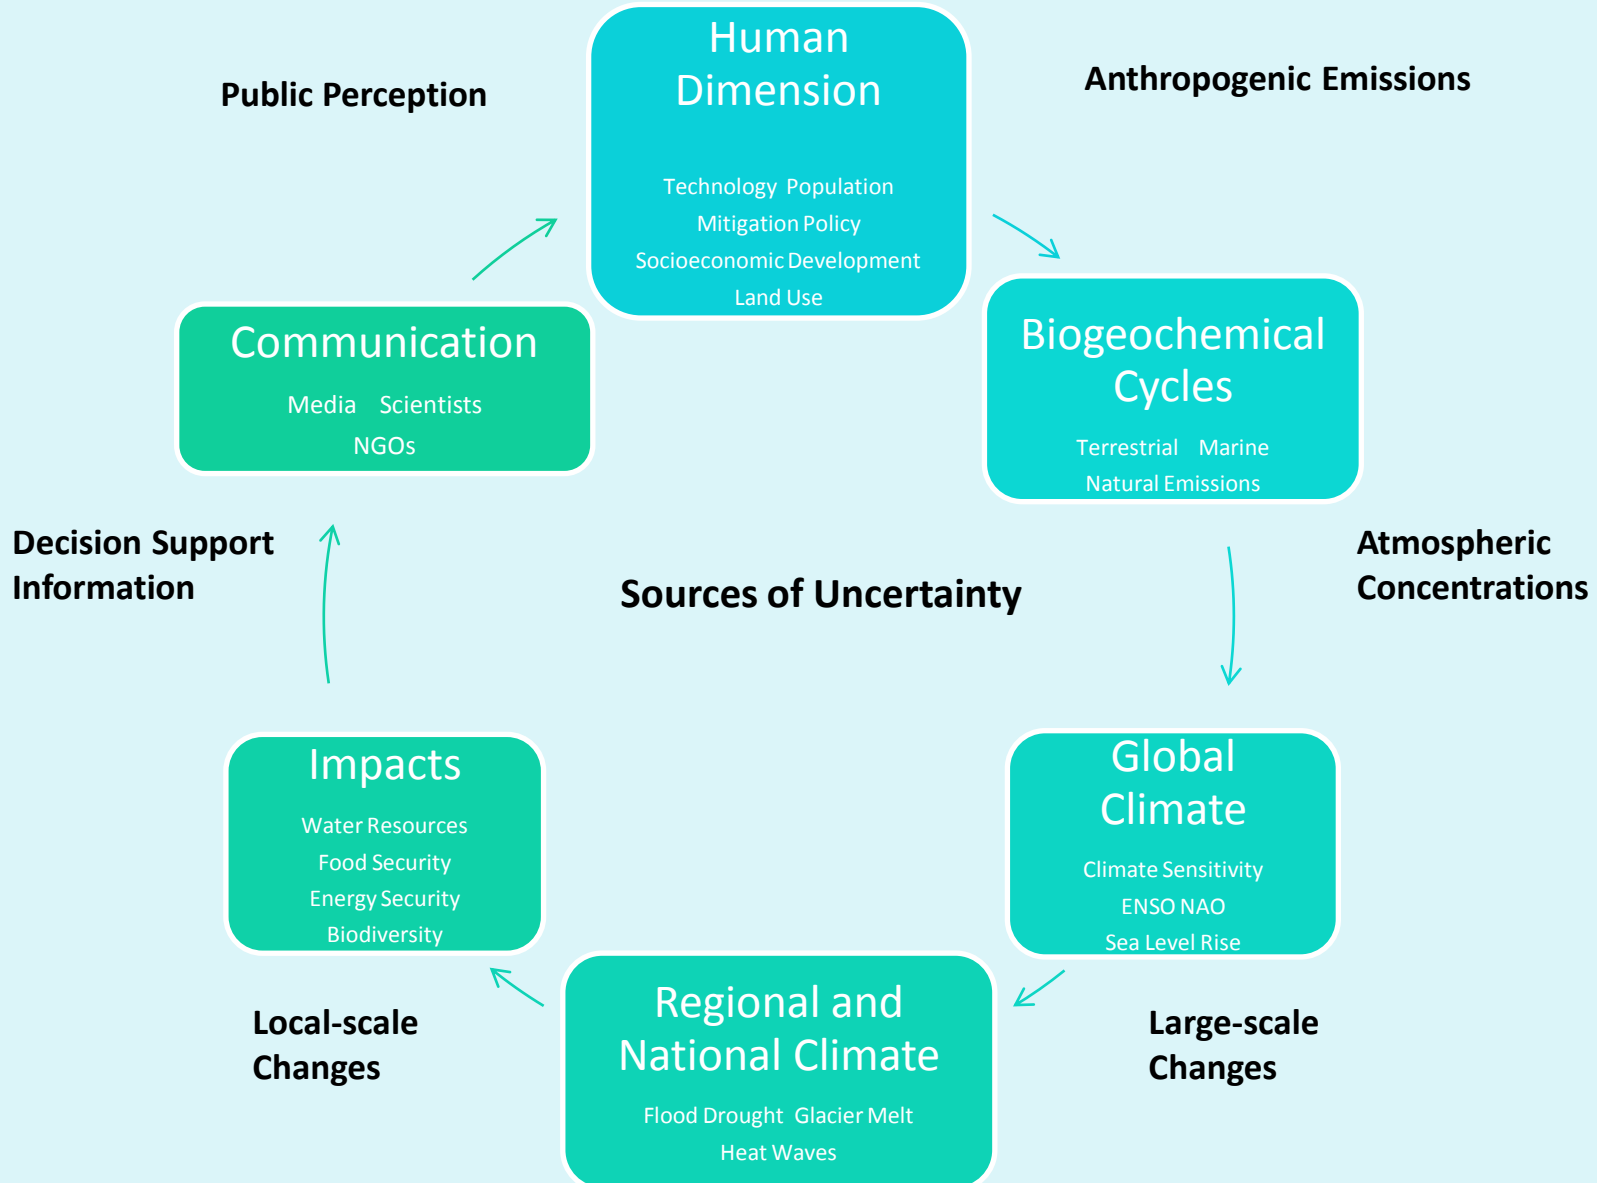 Human
Dimension
Technology Population
Mitigation Policy
Socioeconomic Development
Land Use
Anthropogenic Emissions
Biogeochemical
Cycles
Terrestrial Marine
Natural Emissions
Atmospheric
Concentrations
Global
Climate
Climate Sensitivity
ENSO NAO
Sea Level Rise
Large-scale
Changes
Regional and
National Climate
Flood Drought Glacier Melt
Heat Waves
Local-scale
Changes
Impacts
Water Resources
Food Security
Energy Security
Biodiversity
Decision Support
Information
Communication
Media Scientists
NGOs
Public Perception
Sources of Uncertainty